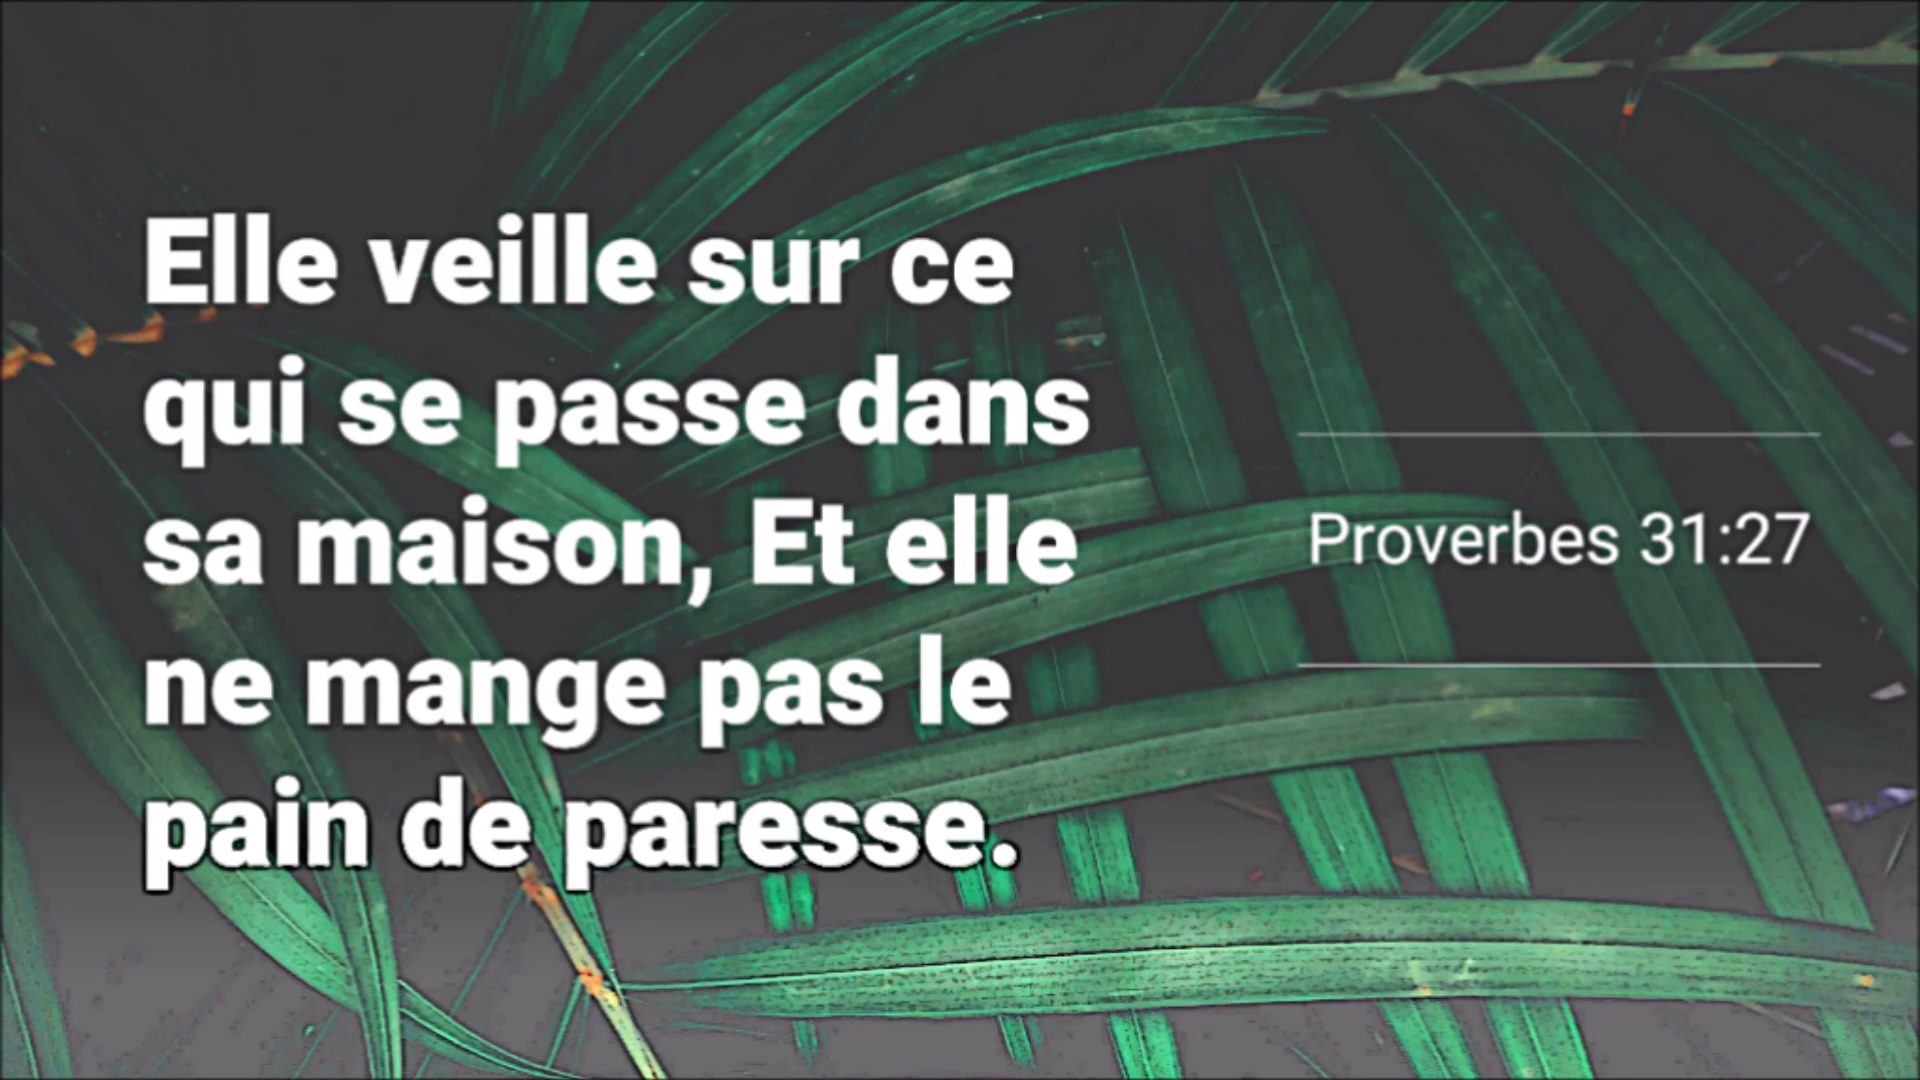 Elle veille sur ce
qui se passe dans
sa maison, Et elle
ne mange pas le
pain de paresse.
Proverbes 31:27